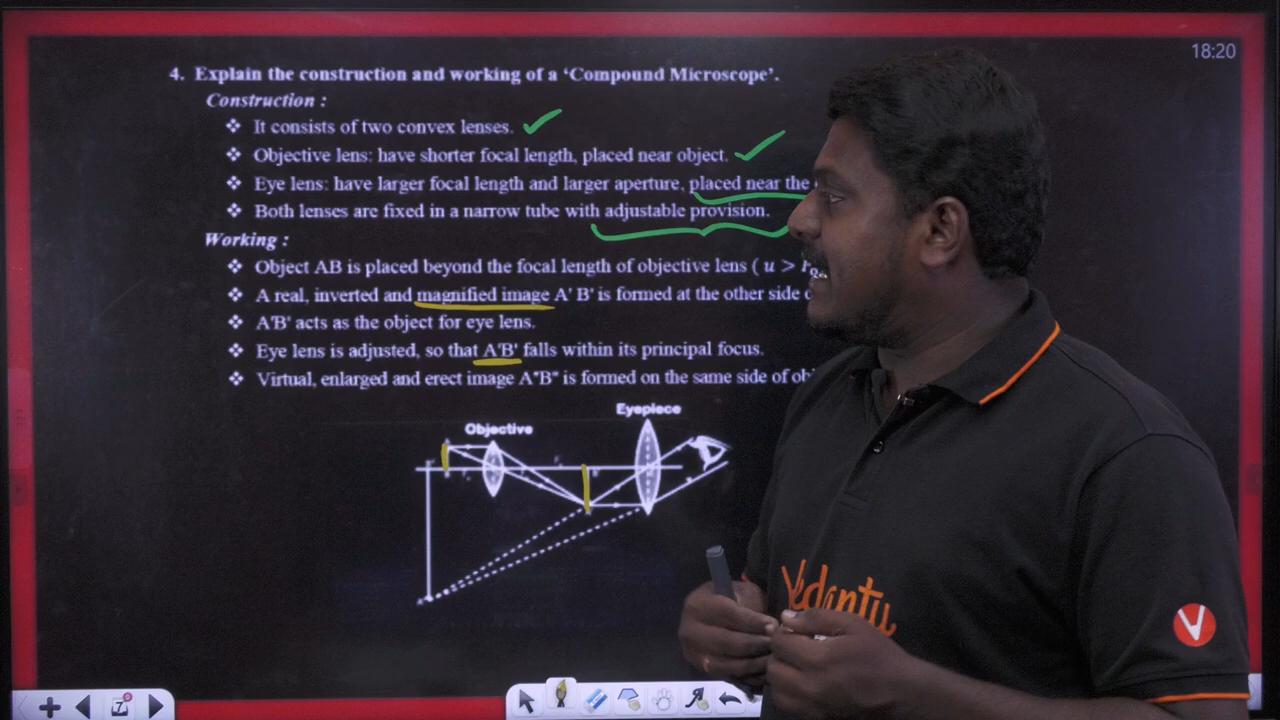 18:20
4. Explain the construction and working of a ‘Compound Microscope’.
Construction :
❖ It consists of two convex lenses.
❖ Objective lens: have shorter focal length, placed near object.
❖ Eye lens: have larger focal length and larger aperture, placed near the
❖ Both lenses are fixed in a narrow tube with adjustable provision.
Working :
❖ Object AB is placed beyond the focal length of objective lens ( u >
❖ A real, inverted and magnified image A' B' is formed at the other side
❖ A'B' acts as the object for eye lens.
❖ Eye lens is adjusted, so that A'B' falls within its principal focus.
❖ Virtual, enlarged and erect image A"B" is formed on the same side of
Eyepiece
Objective
Vedantu
V
7